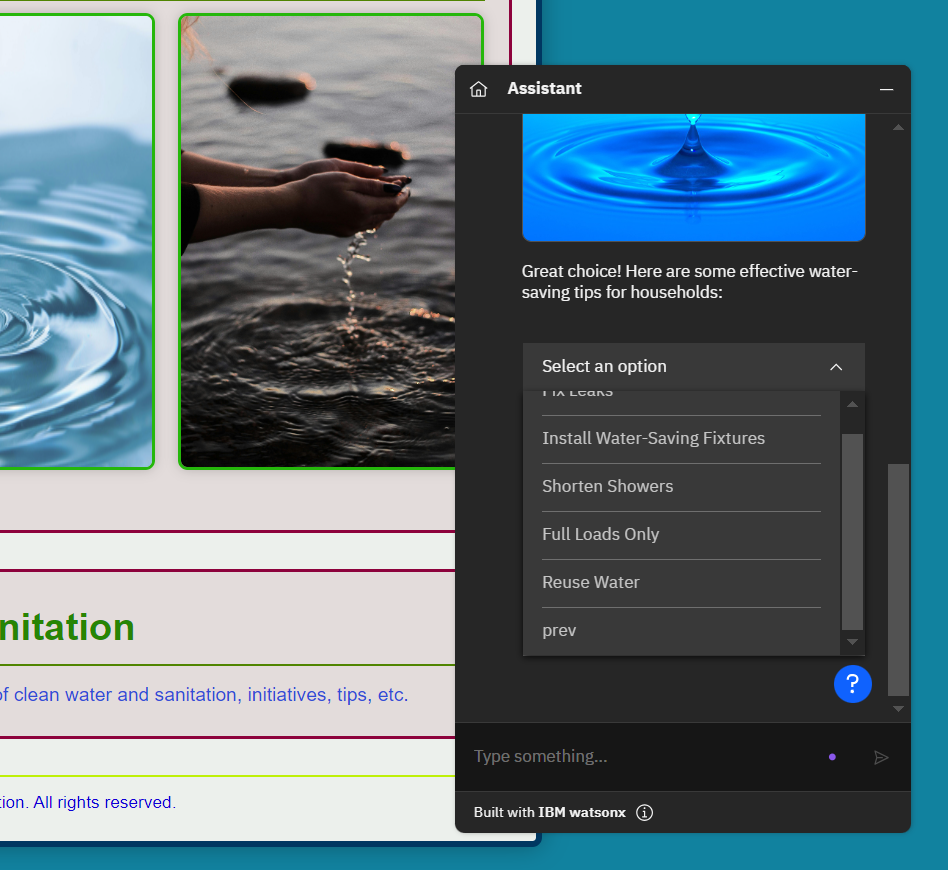 Assistant
Great choice! Here are some effective water-
saving tips for households:
Select an option
Fix Leaks
Install Water-Saving Fixtures
Shorten Showers
Full Loads Only
Reuse Water
prev
?
Type something...
Built with IBM watsonx
nitation
of clean water and sanitation, initiatives, tips, etc.
tion. All rights reserved.